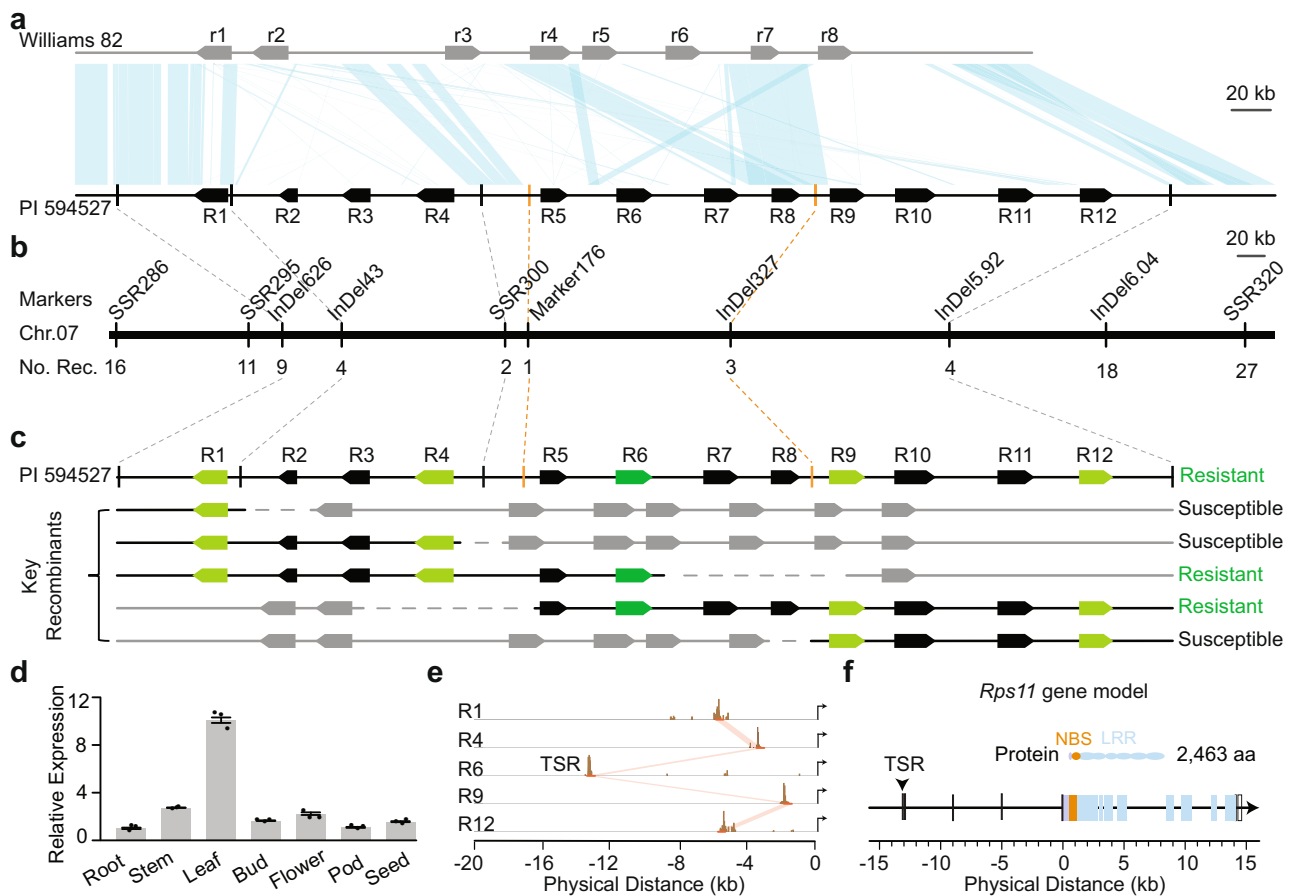 a
Williams 82
r1 r2 r3 r4 r5 r6 r7 r8
20 kb
PI 594527
R1 R2 R3 R4 R5 R6 R7 R8 R9 R10 R11 R12
b
20 kb
Markers
SSR286 SSR295 InDel626 InDel43 SSR300 Marker176 InDel327 InDel5.92 InDel6.04 SSR320
Chr.07
No. Rec. 16 11 9 4 2 1 3 4 18 27
c
R1 R2 R3 R4 R5 R6 R7 R8 R9 R10 R11 R12
PI 594527 Resistant
Key Recombinants
Susceptible
Susceptible
Resistant
Resistant
Susceptible
d
Relative Expression
12
8
4
0
Root Stem Leaf Bud Flower Pod Seed
e
R1
R4
R6 TSR
R9
R12
-20 -16 -12 -8 -4 0
Physical Distance (kb)
f
Rps11 gene model
NBS LRR
Protein 2,463 aa
TSR
-15 -10 -5 0 5 10 15
Physical Distance (kb)